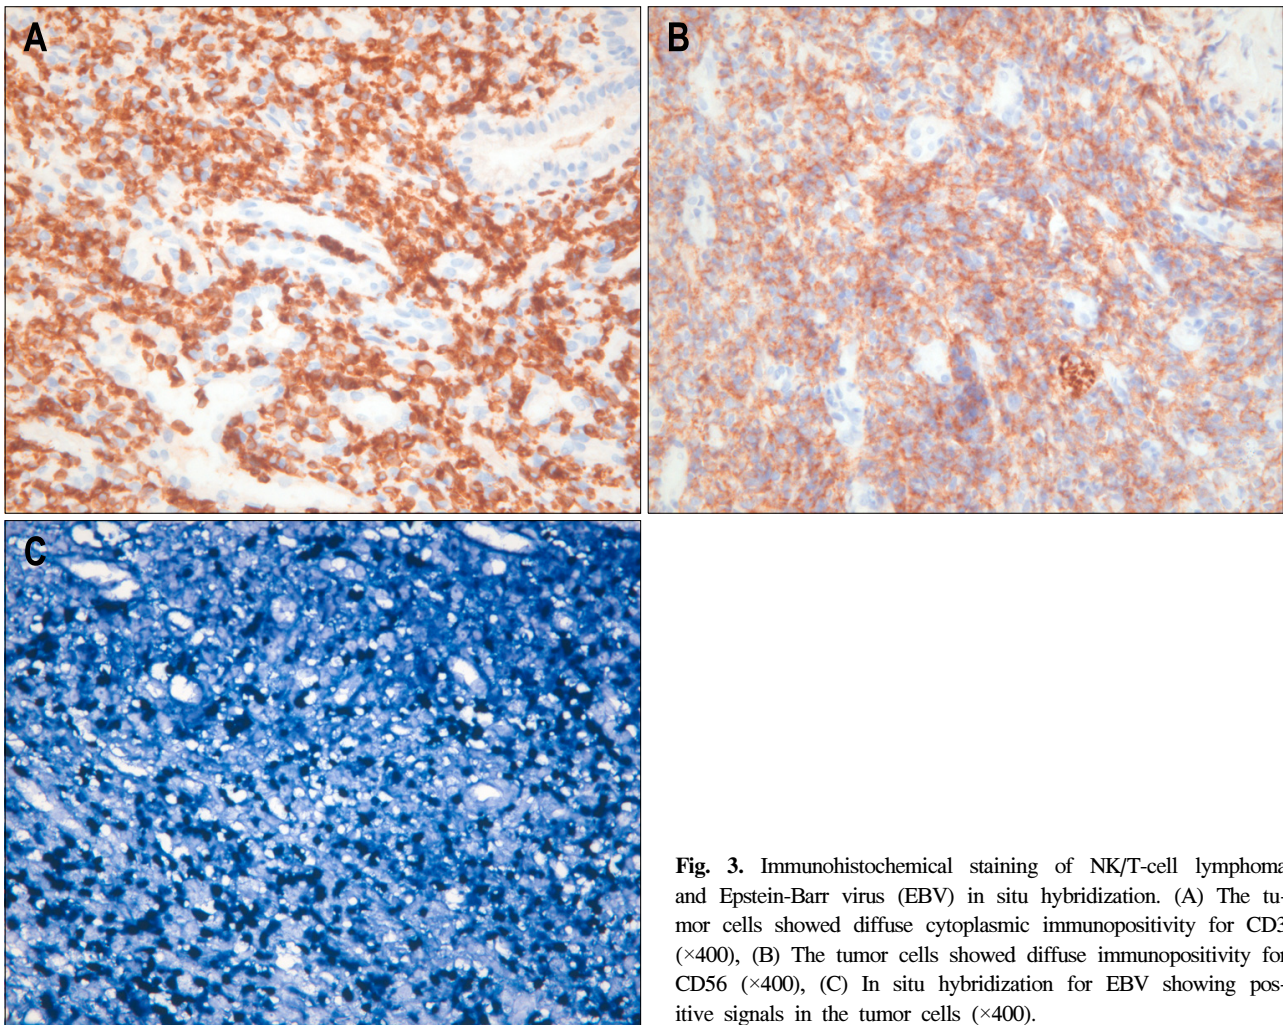 A
B
C
Fig. 3. Immunohistochemical staining of NK/T-cell lymphoma
and Epstein-Barr virus (EBV) in situ hybridization. (A) The tu-
mor cells showed diffuse cytoplasmic immunopositivity for CD3
(×400), (B) The tumor cells showed diffuse immunopositivity for
CD56 (×400), (C) In situ hybridization for EBV showing pos-
itive signals in the tumor cells (×400).